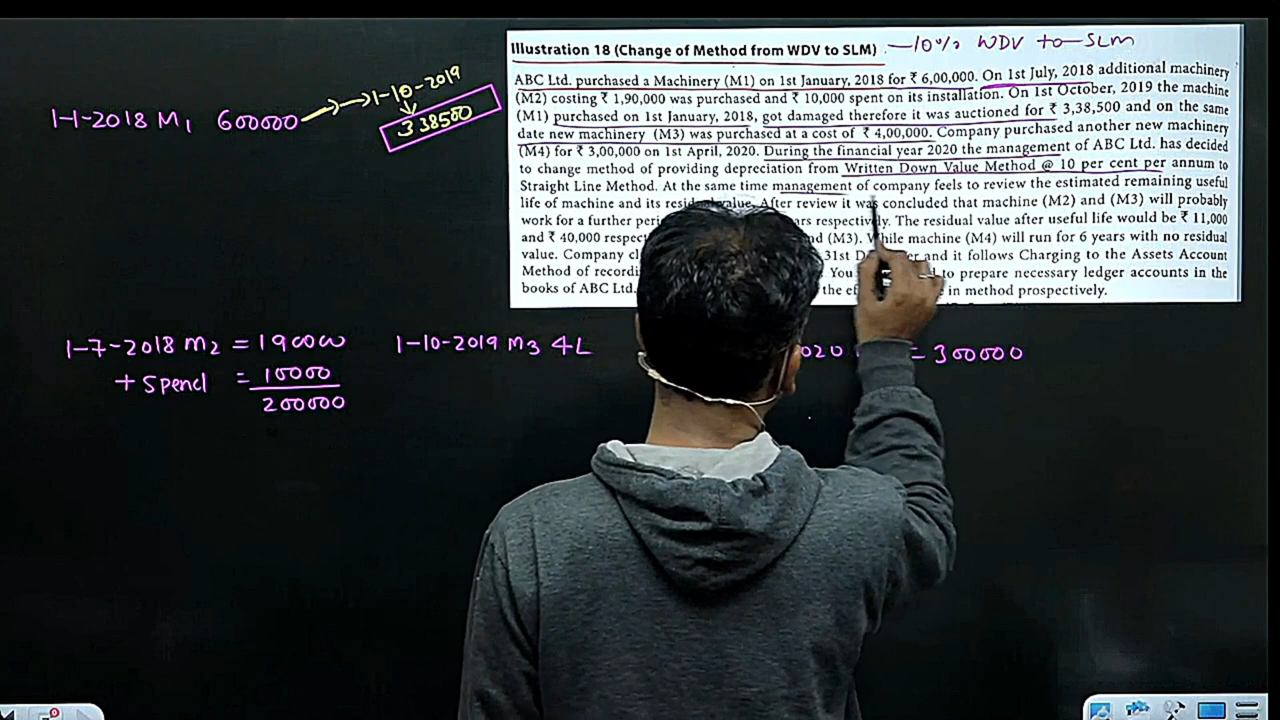 Illustration 18 (Change of Method from WDV to SLM) — 10% WDV to SLM
ABC Ltd. purchased a Machinery (M1) on 1st January, 2018 for ₹ 6,00,000. On 1st July, 2018 additional machinery
(M2) costing ₹ 1,90,000 was purchased and ₹ 10,000 spent on its installation. On 1st October, 2019 the machine
(M1) purchased on 1st January, 2018, got damaged therefore it was auctioned for ₹ 3,38,500 and on the same
date new machinery (M3) was purchased at a cost of ₹ 4,00,000. Company purchased another new machinery
(M4) for ₹ 3,00,000 on 1st April, 2020. During the financial year 2020 the management of ABC Ltd. has decided
to change method of providing depreciation from Written Down Value Method @ 10 per cent per annum to
Straight Line Method. At the same time management of company feels to review the estimated remaining useful
life of machine and its residual value. After review it was concluded that machine (M2) and (M3) will probably
work for a further respectively. The residual value after useful life would be ₹ 11,000
and ₹ 40,000 (M3). While machine (M4) will run for 6 years with no residual
value. Company 31st and it follows Charging to the Assets Account
Method of You to prepare necessary ledger accounts in the
books of ABC Ltd. the in method prospectively.
1-1-2018 M1 600000 → → 1-10-2019
338500
1-7-2018 M2 = 190000
+ Spend = 10000
200000
1-10-2019 M3 4L
020 = 300000